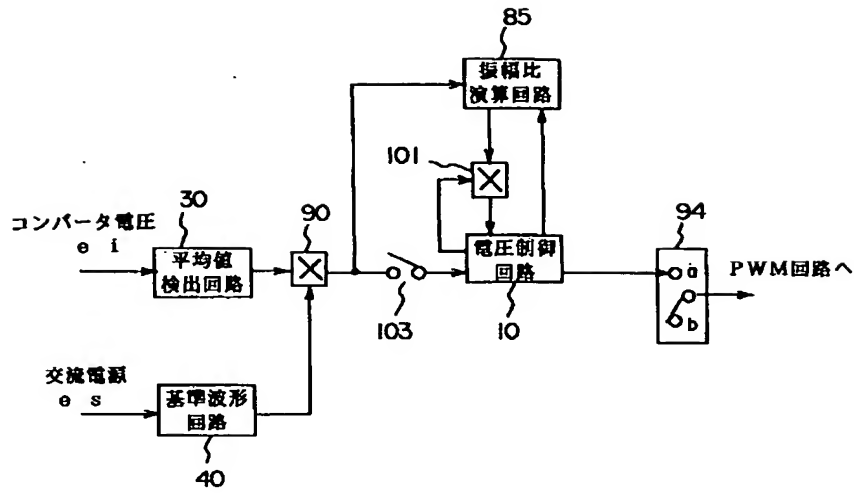 85
振幅比
演算回路
101
コンバータ電圧
e i
30
平均値
検出回路
90
103
電圧制御
回路
10
94
a
b
PWM回路へ
交流電源
e s
基準波形
回路
40